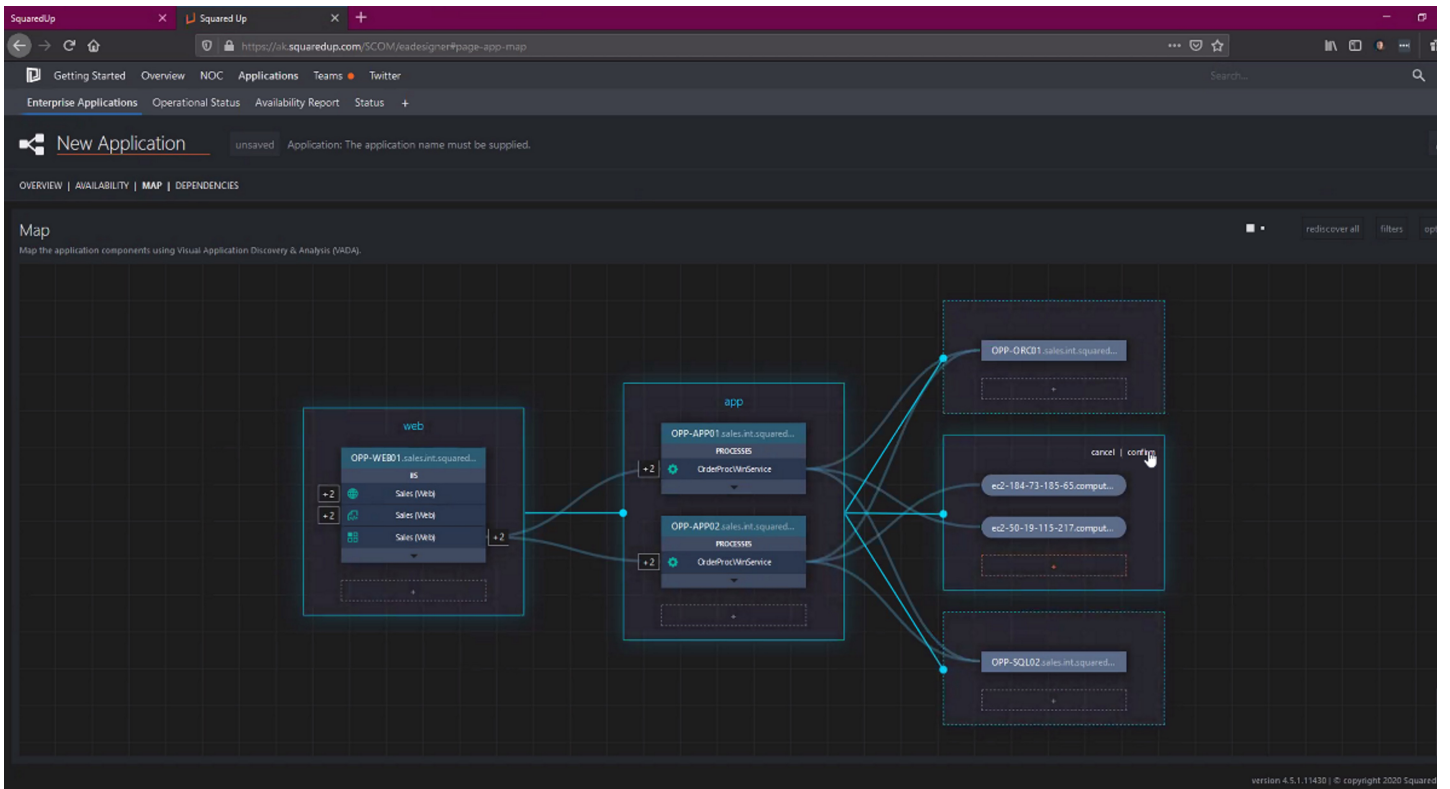 SquaredUp
Squared Up
https://ak.squaredup.com/SCOM/eadesigner#page-app-map
Getting Started Overview NOC Applications Teams Twitter Search...
Enterprise Applications Operational Status Availability Report Status +
New Application unsaved Application: The application name must be supplied.
OVERVIEW | AVAILABILITY | MAP | DEPENDENCIES
Map
rediscover all filters opt
Map the application components using Visual Application Discovery & Analysis (VADA).
web
OPP-WEB01.sales.int.squared...
IIS
+2 Sales (Web)
+2 Sales (Web)
Sales (Web) +2
+
app
OPP-APP01.sales.int.squared...
PROCESSES
+2 OrderProcWinService
OPP-APP02.sales.int.squared...
PROCESSES
+2 OrderProcWinService
+
OPP-ORC01.sales.int.squared...
+
cancel | confirm
ec2-184-73-185-65.comput...
ec2-50-19-115-217.comput...
+
OPP-SQL02.sales.int.squared...
+
version 4.5.1.11430 | © copyright 2020 Squared